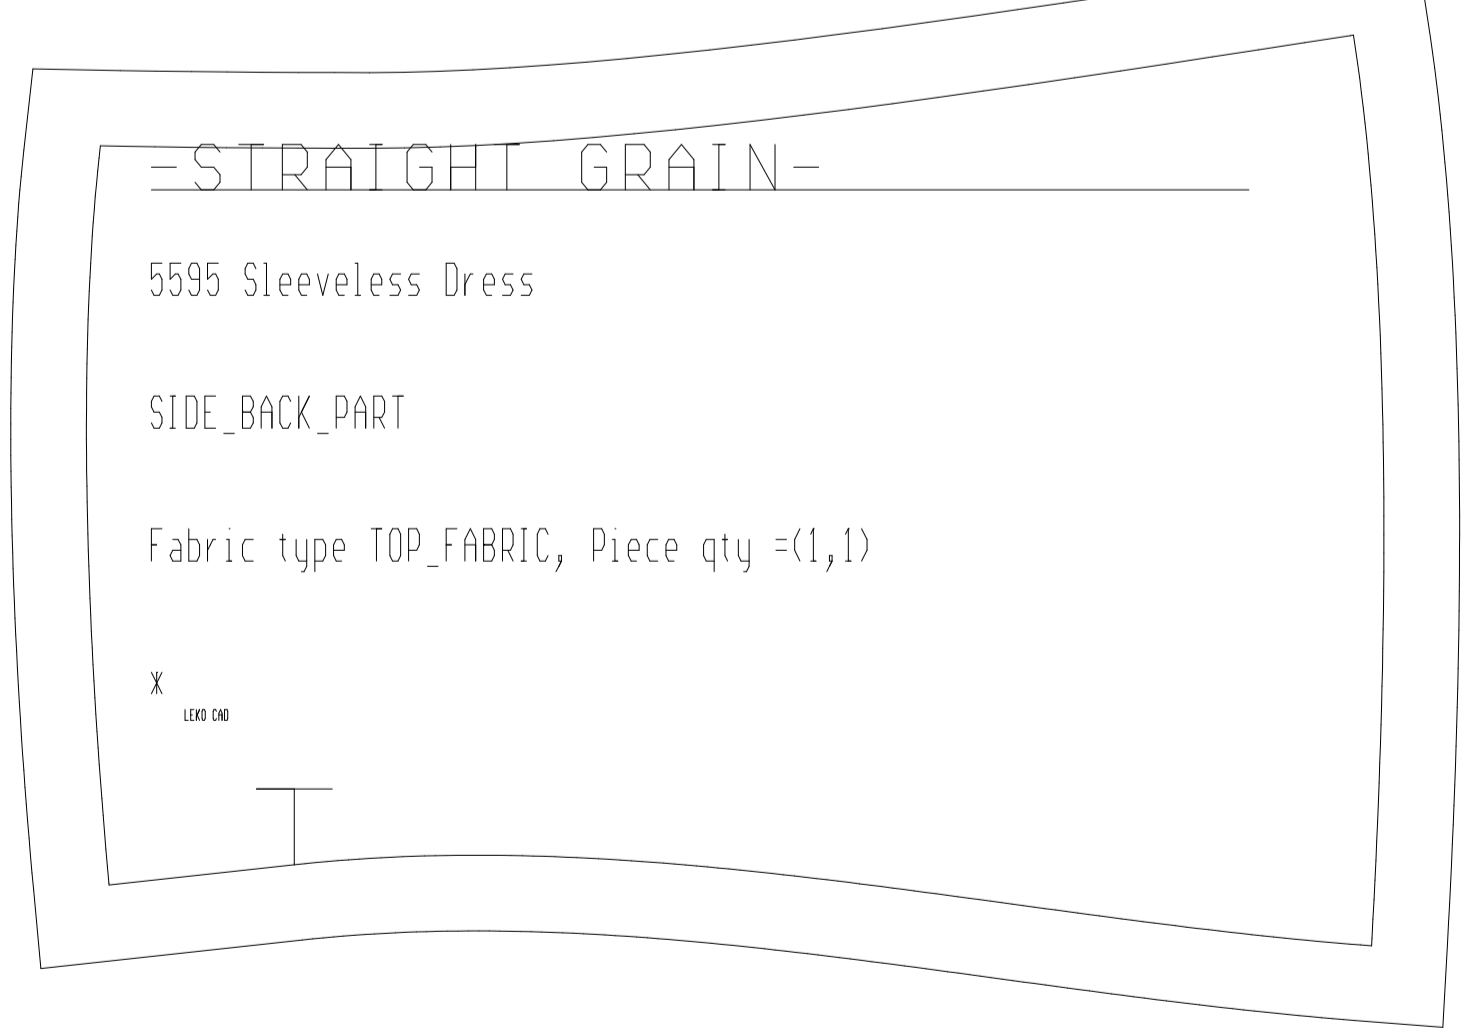 -STRAIGHT GRAIN-
5595 Sleeveless Dress
SIDE_BACK_PART
Fabric type TOP_FABRIC, Piece qty =(1,1)
*
LEKO CAD